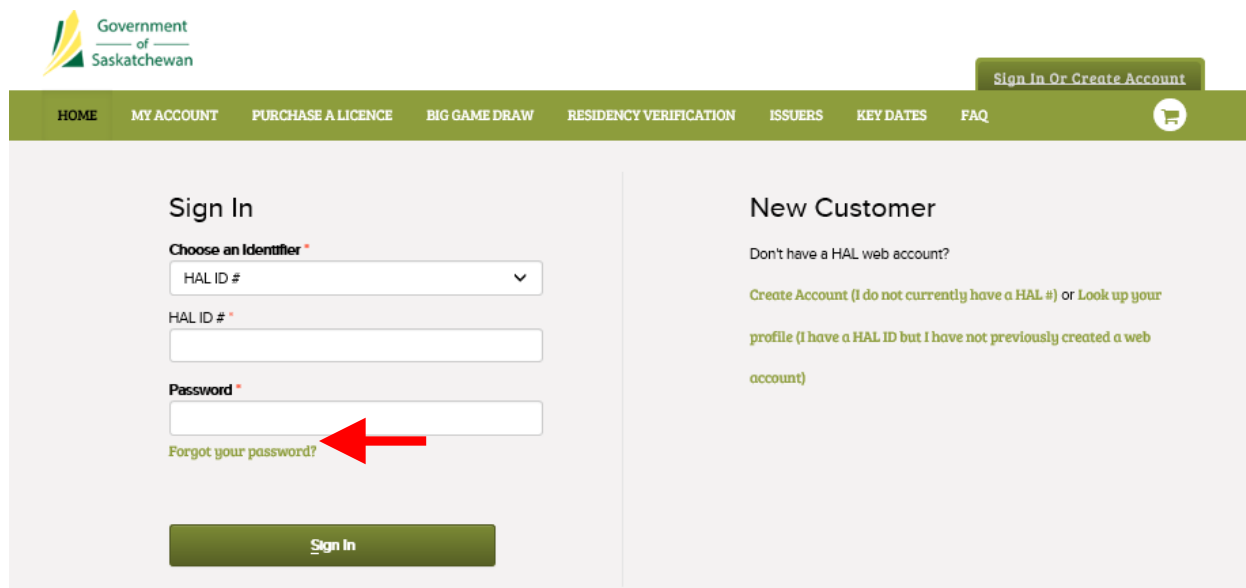 Government
of
Saskatchewan
Sign In Or Create Account
HOME MY ACCOUNT PURCHASE A LICENCE BIG GAME DRAW RESIDENCY VERIFICATION ISSUERS KEY DATES FAQ
Sign In
Choose an Identifier *
HAL ID #
HAL ID # *
Password *
Forgot your password?
Sign In
New Customer
Don't have a HAL web account?
Create Account (I do not currently have a HAL #) or Look up your
profile (I have a HAL ID but I have not previously created a web
account)